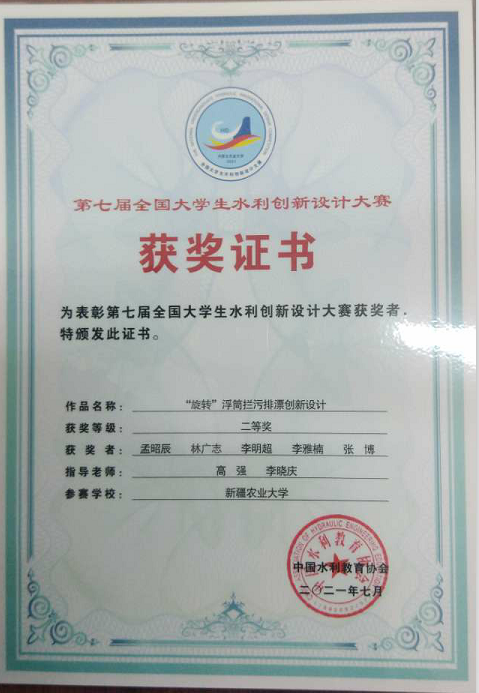 第七届全国大学生水利创新设计大赛
获奖证书
为表彰第七届全国大学生水利创新设计大赛获奖者，
特颁发此证书。
作品名称：“旋转”浮筒拦污排漂创新设计
获奖等级：二等奖
获奖者：孟昭辰 林广志 李明超 李雅楠 张博
指导老师：高强 李晓庆
参赛学校：新疆农业大学
中国水利教育协会
二〇二一年七月